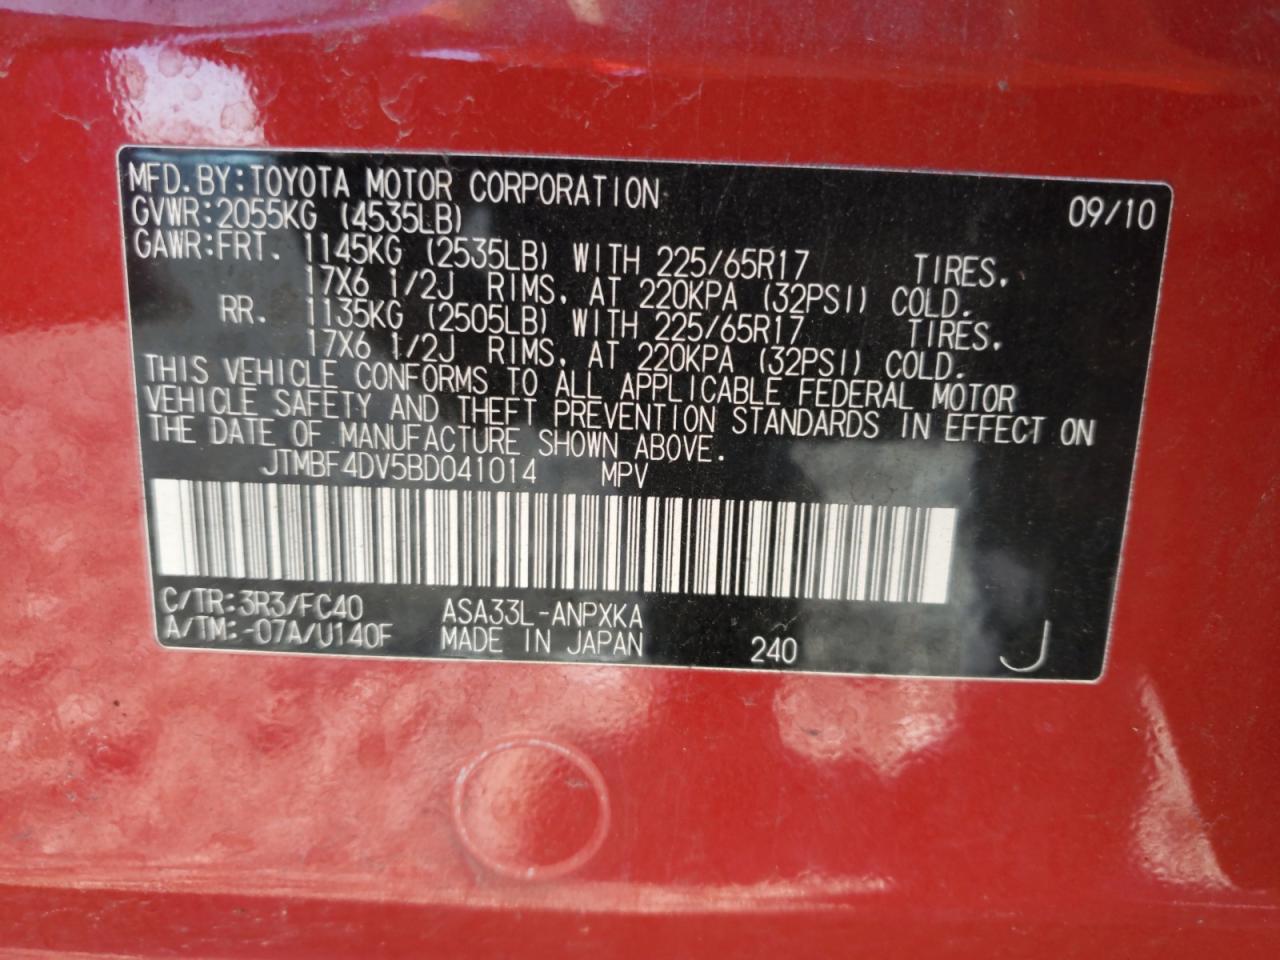 MFD.BY:TOYOTA MOTOR CORPORATION 09/10
GVWR:2055KG (4535LB)
GAWR:FRT. 1145KG (2535LB) WITH 225/65R17 TIRES,
17X6 1/2J RIMS, AT 220KPA (32PSI) COLD.
RR. 1135KG (2505LB) WITH 225/65R17 TIRES,
17X6 1/2J RIMS, AT 220KPA (32PSI) COLD.
THIS VEHICLE CONFORMS TO ALL APPLICABLE FEDERAL MOTOR
VEHICLE SAFETY AND THEFT PREVENTION STANDARDS IN EFFECT ON
THE DATE OF MANUFACTURE SHOWN ABOVE.
JTMBF4DV5BD041014 MPV
C/TR:3R3/FC40 ASA33L-ANPXKA
A/TM:-07A/U140F MADE IN JAPAN 240 J